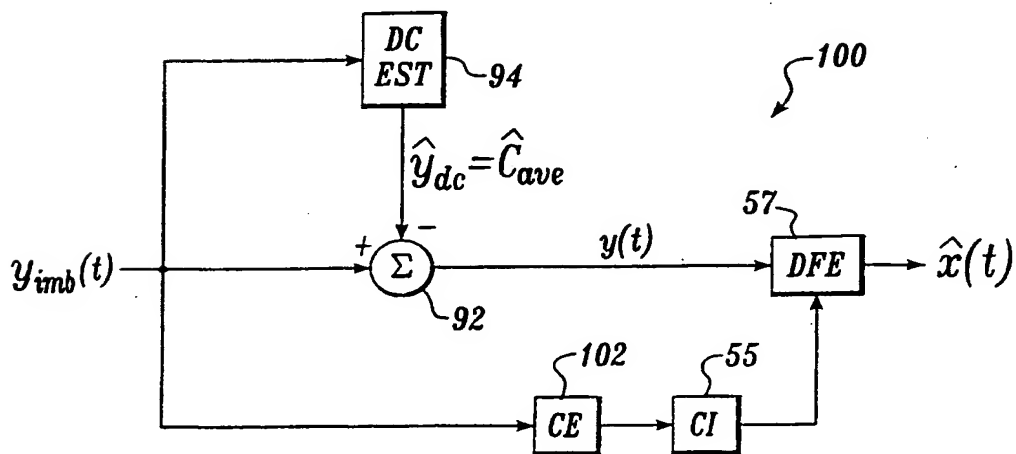 DC
EST
94
100
ŷ_dc=Ĉ_ave
57
−
y_imb(t)
+
Σ
y(t)
DFE
x̂(t)
92
102
55
CE
CI